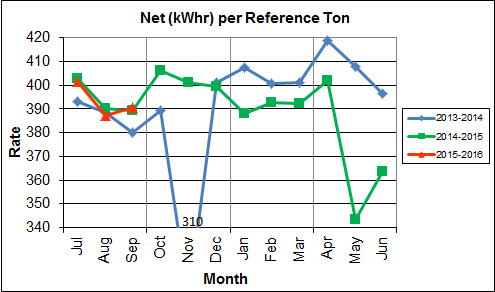 Net (kWhr) per Reference Ton
420
410
400
390
380
370
360
350
340
Rate
310
Jul
Aug
Sep
Oct
Nov
Dec
Jan
Feb
Mar
Apr
May
Jun
Month
2013-2014
2014-2015
2015-2016